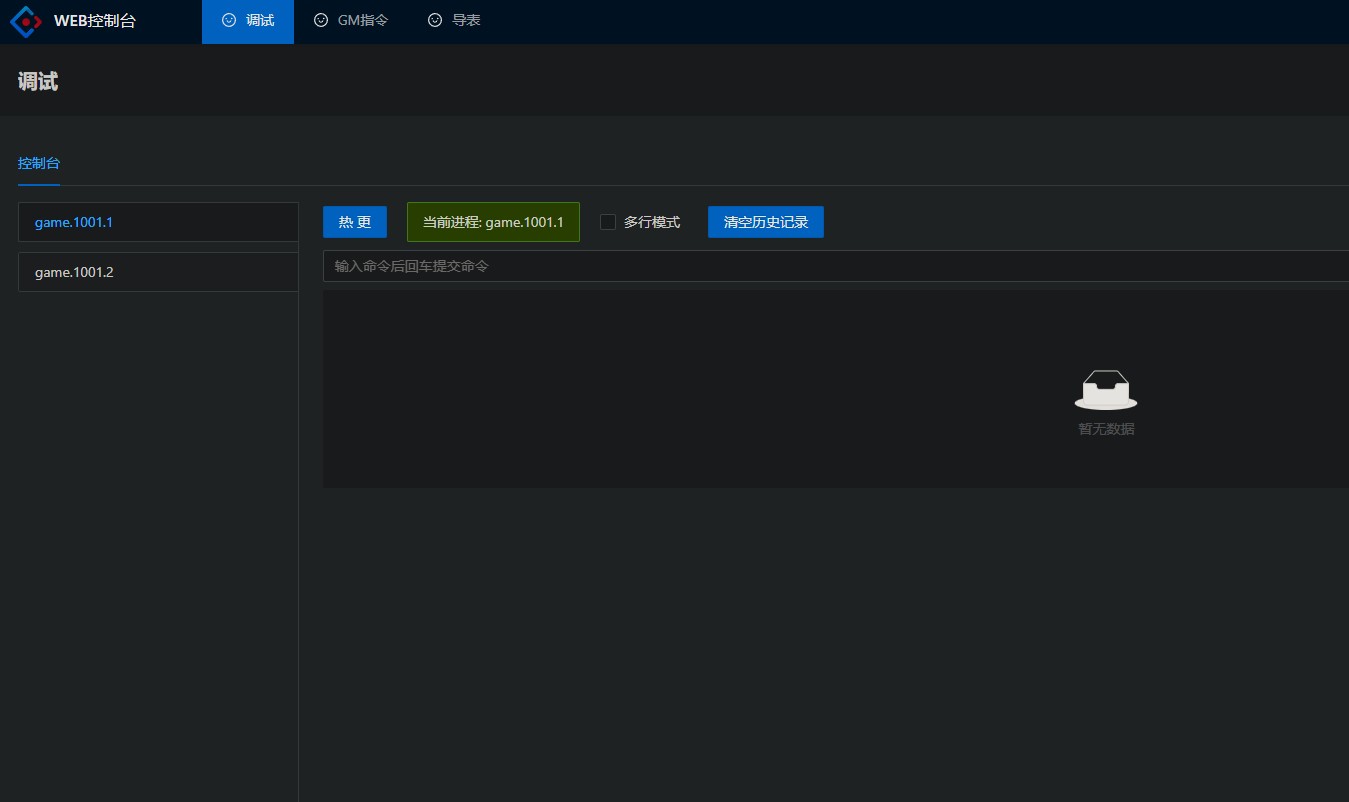 WEB控制台
调试
GM指令
导表
调试
控制台
game.1001.1
game.1001.2
热 更
当前进程: game.1001.1
多行模式
清空历史记录
输入命令后回车提交命令
暂无数据